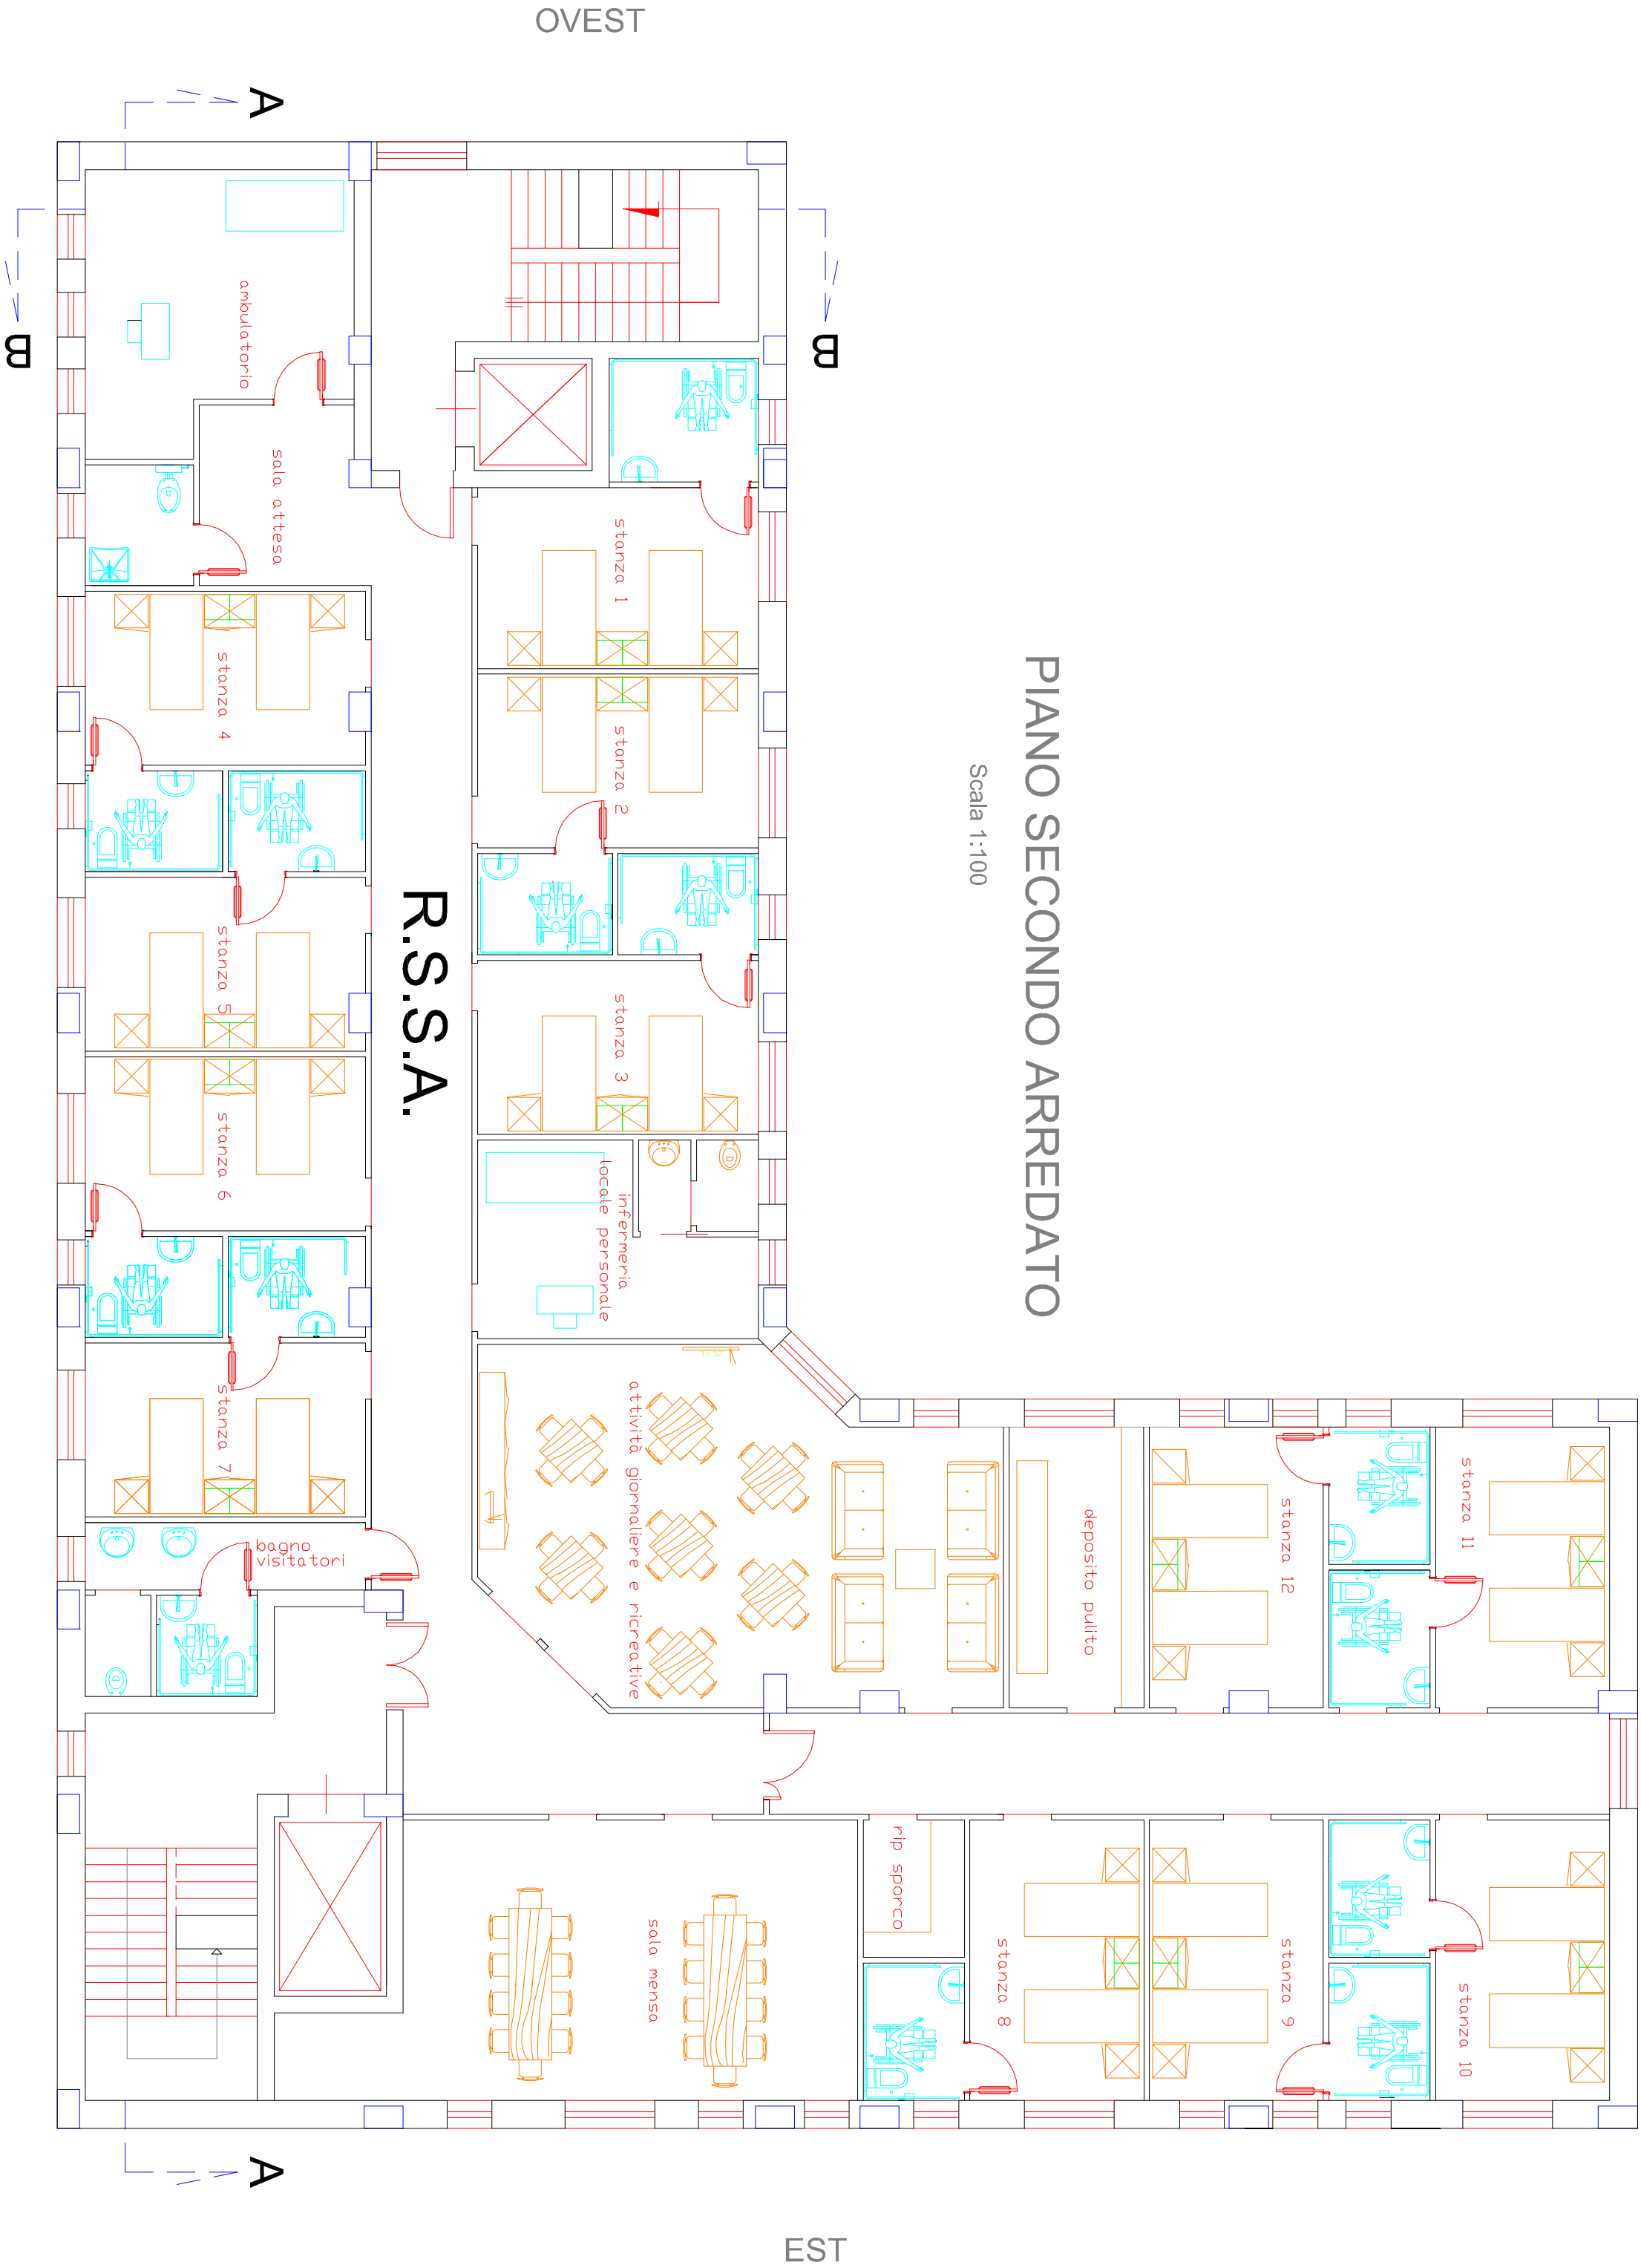 OVEST
A
B
B
ambulatorio
sala attesa
stanza 1
stanza 4
stanza 2
PIANO SECONDO ARREDATO
Scala 1:100
R.S.S.A.
stanza 5
stanza 3
stanza 6
infermeria
locale personale
TV 32"
stanza 7
attività giornaliere e ricreative
bagno
visitatori
deposito pulito
stanza 12
stanza 11
rip sporco
sala mensa
stanza 8
stanza 9
stanza 10
A
EST